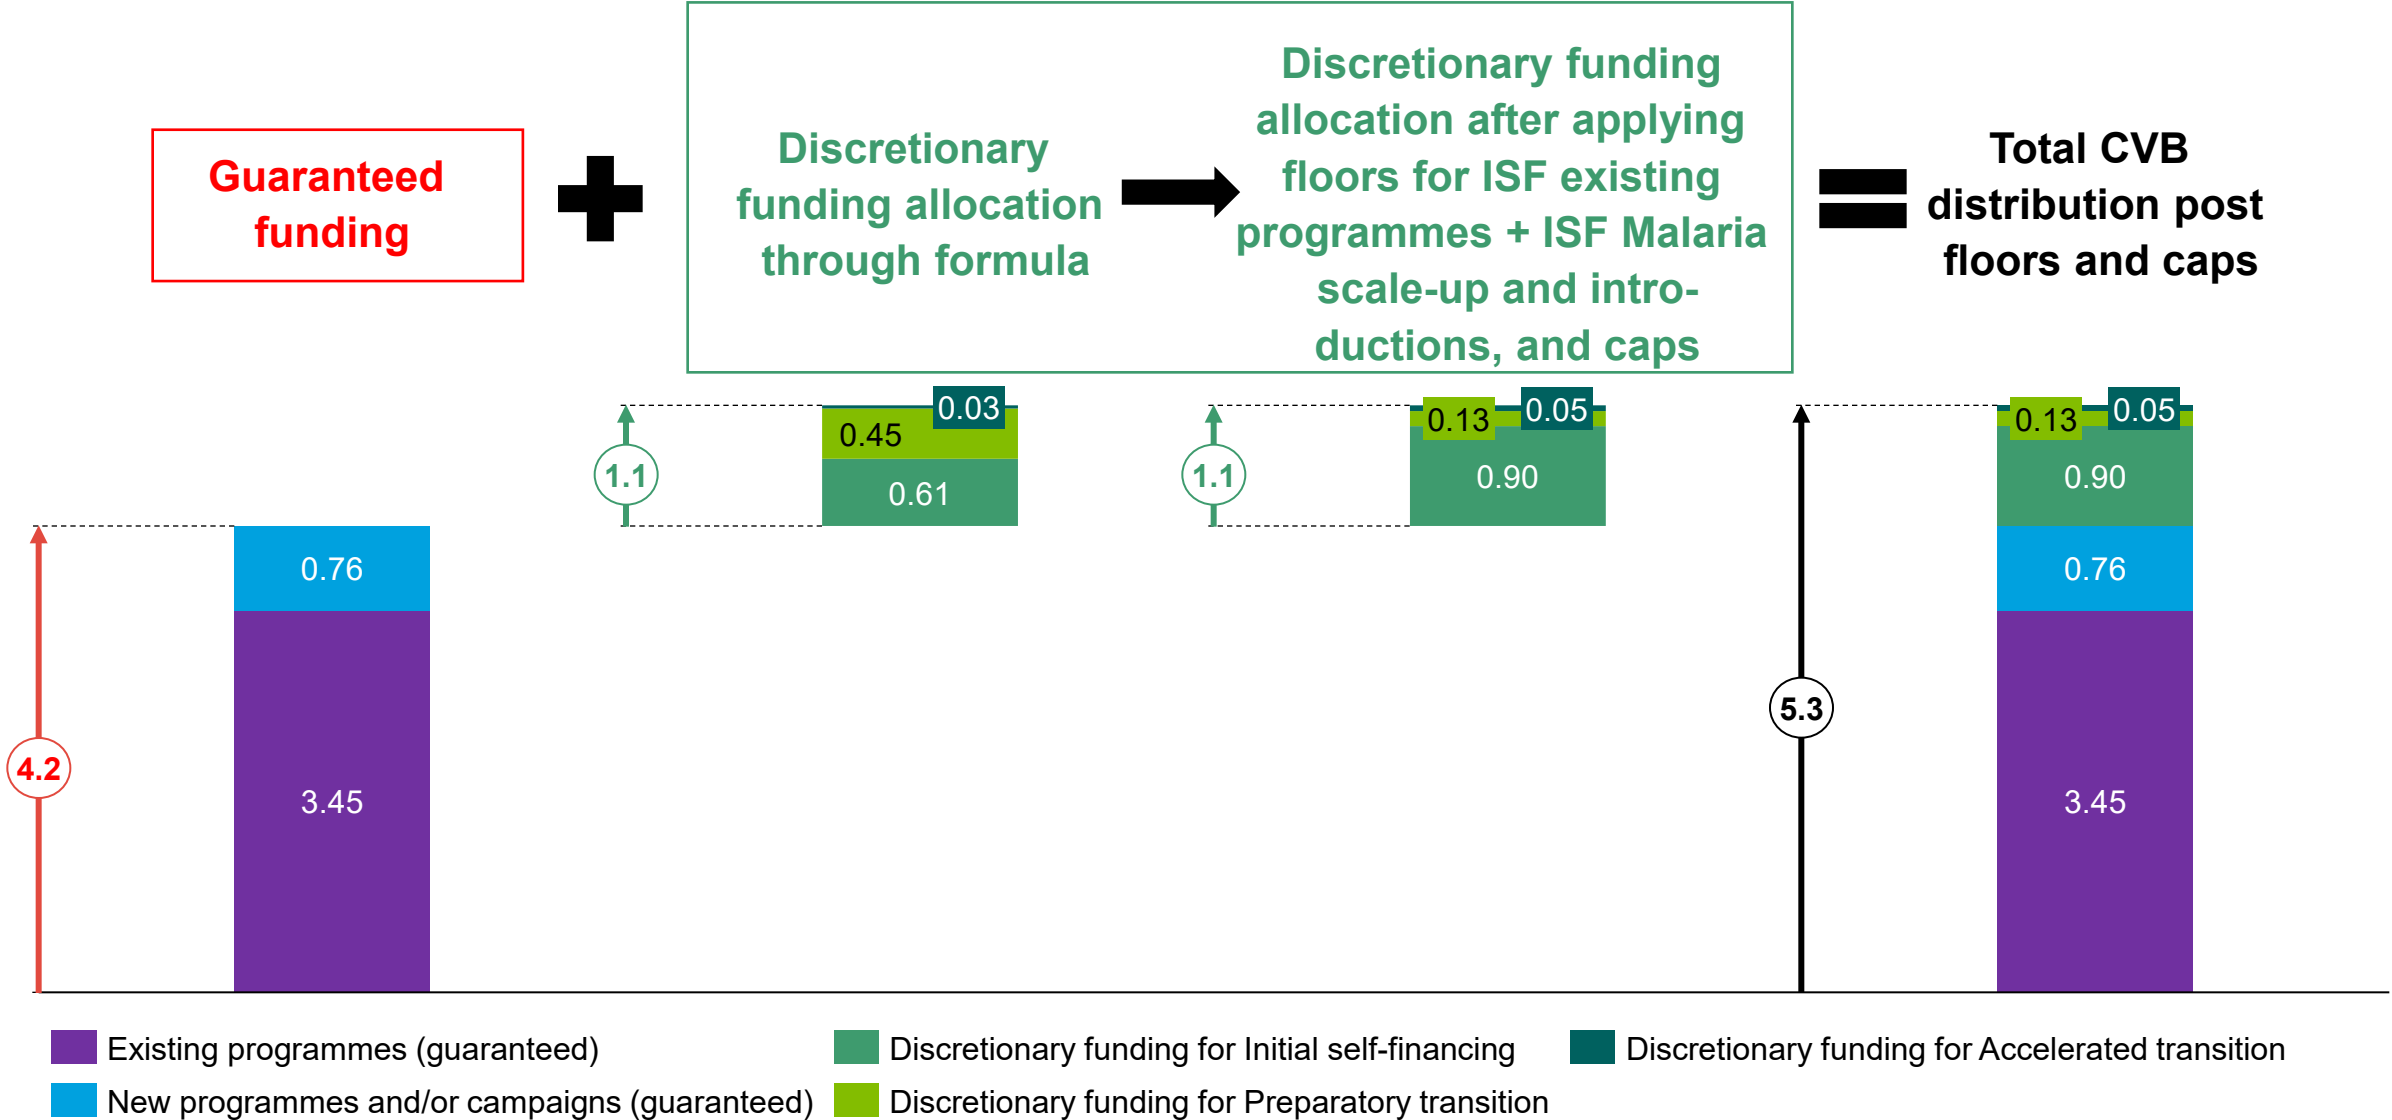 Guaranteed
funding
Discretionary
funding allocation
through formula
Discretionary funding
allocation after applying
floors for ISF existing
programmes + ISF Malaria
scale-up and intro-
ductions, and caps
Total CVB
distribution post
floors and caps
4.2
0.76
3.45
1.1
0.03
0.45
0.61
1.1
0.13
0.05
0.90
5.3
0.13
0.05
0.90
0.76
3.45
Existing programmes (guaranteed)
New programmes and/or campaigns (guaranteed)
Discretionary funding for Initial self-financing
Discretionary funding for Preparatory transition
Discretionary funding for Accelerated transition